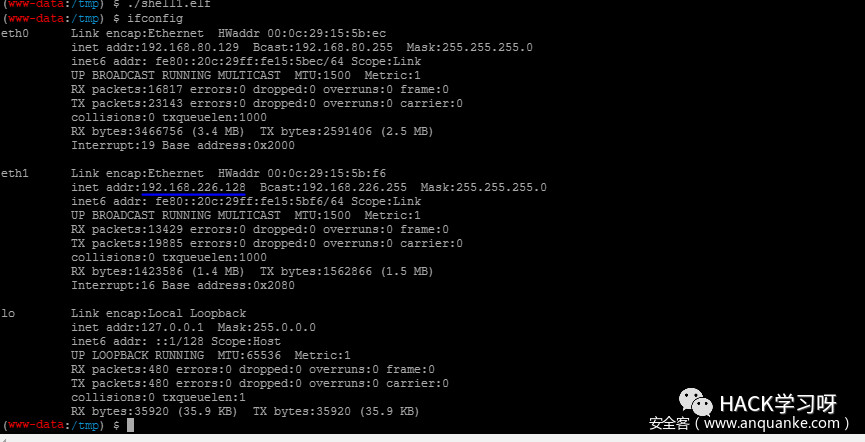 (www-data:/tmp) $ ./shell1.elf
(www-data:/tmp) $ ifconfig
eth0      Link encap:Ethernet  HWaddr 00:0c:29:15:5b:ec
          inet addr:192.168.80.129  Bcast:192.168.80.255  Mask:255.255.255.0
          inet6 addr: fe80::20c:29ff:fe15:5bec/64 Scope:Link
          UP BROADCAST RUNNING MULTICAST  MTU:1500  Metric:1
          RX packets:16817 errors:0 dropped:0 overruns:0 frame:0
          TX packets:23143 errors:0 dropped:0 overruns:0 carrier:0
          collisions:0 txqueuelen:1000
          RX bytes:3466756 (3.4 MB)  TX bytes:2591406 (2.5 MB)
          Interrupt:19 Base address:0x2000
eth1      Link encap:Ethernet  HWaddr 00:0c:29:15:5b:f6
          inet addr:192.168.226.128  Bcast:192.168.226.255  Mask:255.255.255.0
          inet6 addr: fe80::20c:29ff:fe15:5bf6/64 Scope:Link
          UP BROADCAST RUNNING MULTICAST  MTU:1500  Metric:1
          RX packets:13429 errors:0 dropped:0 overruns:0 frame:0
          TX packets:19885 errors:0 dropped:0 overruns:0 carrier:0
          collisions:0 txqueuelen:1000
          RX bytes:1423586 (1.4 MB)  TX bytes:1562866 (1.5 MB)
          Interrupt:16 Base address:0x2080
lo        Link encap:Local Loopback
          inet addr:127.0.0.1  Mask:255.0.0.0
          inet6 addr: ::1/128 Scope:Host
          UP LOOPBACK RUNNING  MTU:65536  Metric:1
          RX packets:480 errors:0 dropped:0 overruns:0 frame:0
          TX packets:480 errors:0 dropped:0 overruns:0 carrier:0
          collisions:0 txqueuelen:1
          RX bytes:35920 (35.9 KB)  TX bytes:35920 (35.9 KB)
(www-data:/tmp) $
HACK学习呀
安全客（www.anquanke.com）